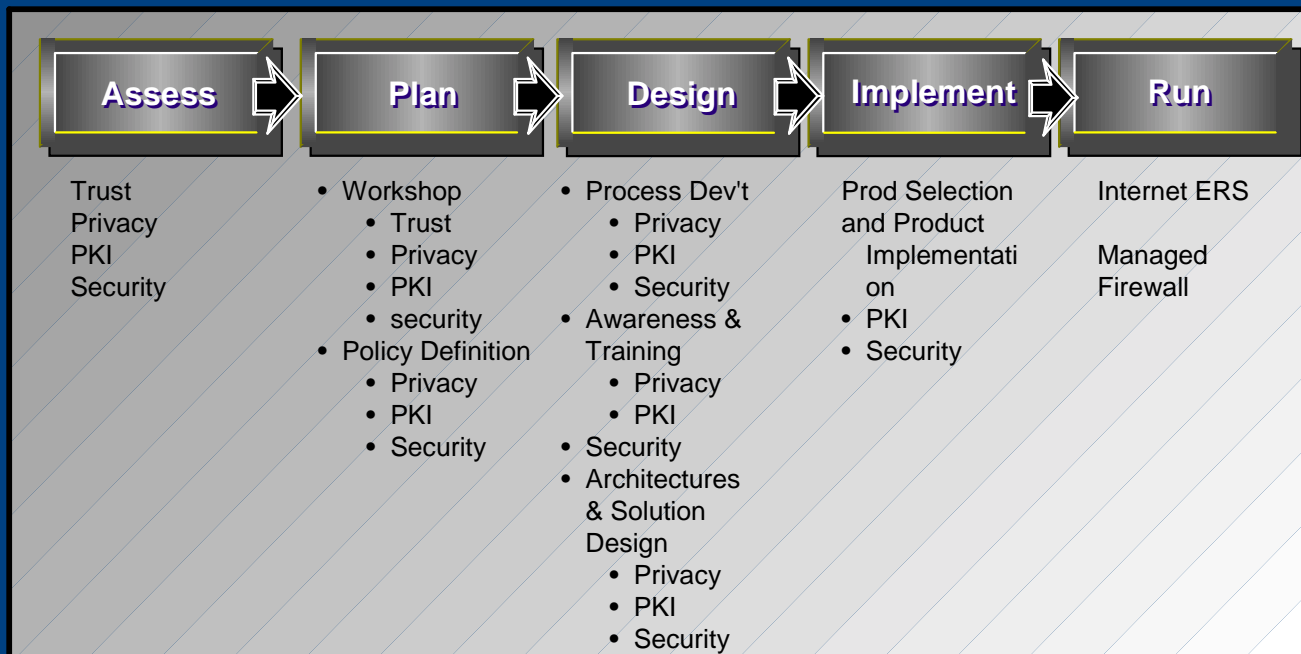 Assess
Plan
Design
Implement
Run
Trust
Privacy
PKI
Security
• Workshop
• Trust
• Privacy
• PKI
• security
• Policy Definition
• Privacy
• PKI
• Security
• Process Dev't
• Privacy
• PKI
• Security
• Awareness &
Training
• Privacy
• PKI
• Security
• Architectures
& Solution
Design
• Privacy
• PKI
• Security
Prod Selection
and Product
Implementati
on
• PKI
• Security
Internet ERS
Managed
Firewall